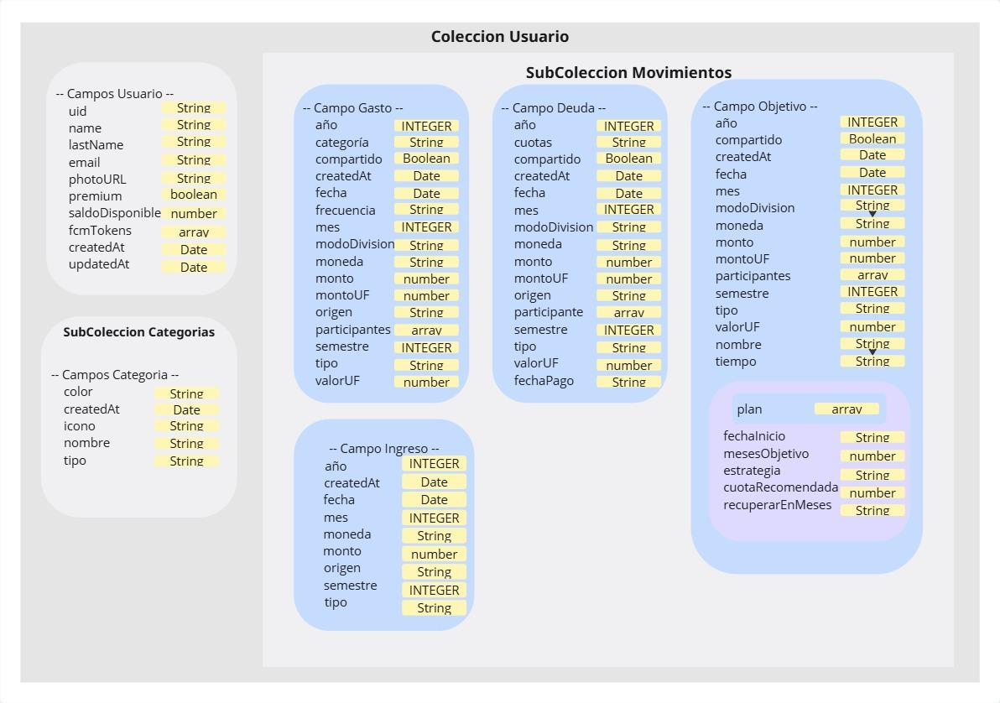 Coleccion Usuario
-- Campos Usuario --
uid String
name String
lastName String
email String
photoURL String
premium boolean
saldoDisponible number
fcmTokens array
createdAt Date
updatedAt Date
SubColeccion Categorias
-- Campos Categoria --
color String
createdAt Date
icono String
nombre String
tipo String
SubColeccion Movimientos
-- Campo Gasto --
año INTEGER
categoría String
compartido Boolean
createdAt Date
fecha Date
frecuencia String
mes INTEGER
modoDivision String
moneda String
monto number
montoUF number
origen String
participantes array
semestre INTEGER
tipo String
valorUF number
-- Campo Deuda --
año INTEGER
cuotas String
compartido Boolean
createdAt Date
fecha Date
mes INTEGER
modoDivision String
moneda String
monto number
montoUF number
origen String
participante array
semestre INTEGER
tipo String
valorUF number
fechaPago String
-- Campo Objetivo --
año INTEGER
compartido Boolean
createdAt Date
fecha Date
mes INTEGER
modoDivision String
moneda String
monto number
montoUF number
participantes array
semestre INTEGER
tipo String
valorUF number
nombre String
tiempo String
plan array
fechaInicio String
mesesObjetivo number
estrategia String
cuotaRecomendada number
recuperarEnMeses String
-- Campo Ingreso --
año INTEGER
createdAt Date
fecha Date
mes INTEGER
moneda String
monto number
origen String
semestre INTEGER
tipo String